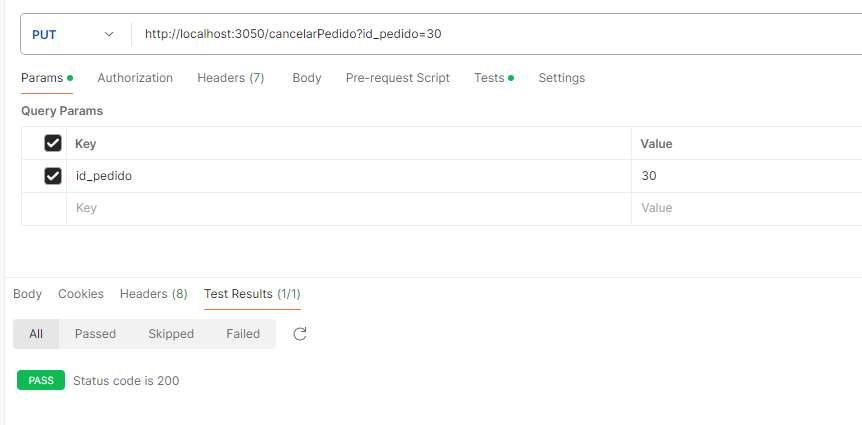 PUT http://localhost:3050/cancelarPedido?id_pedido=30
Params Authorization Headers (7) Body Pre-request Script Tests Settings
Query Params
Key Value
id_pedido 30
Key Value
Body Cookies Headers (8) Test Results (1/1)
All Passed Skipped Failed
PASS Status code is 200